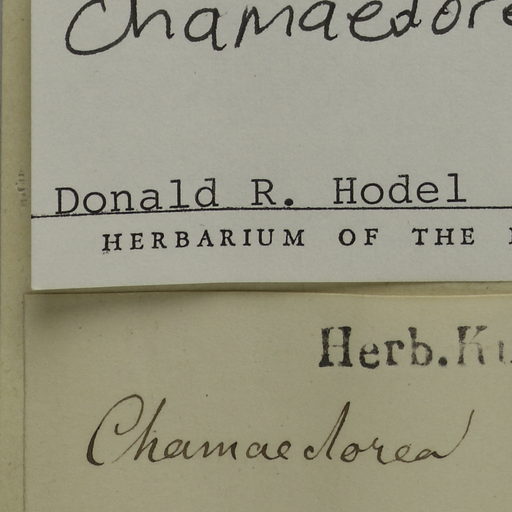 Chamaedore
Donald R. Hodel
HERBARIUM OF THE
Herb. Ku
Chamaedorea